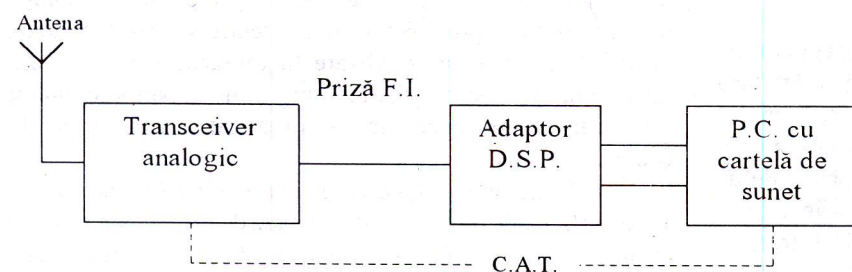 Antena
Priză F.I.
Transceiver
analogic
Adaptor
D.S.P.
P.C. cu
cartelă de
sunet
C.A.T.